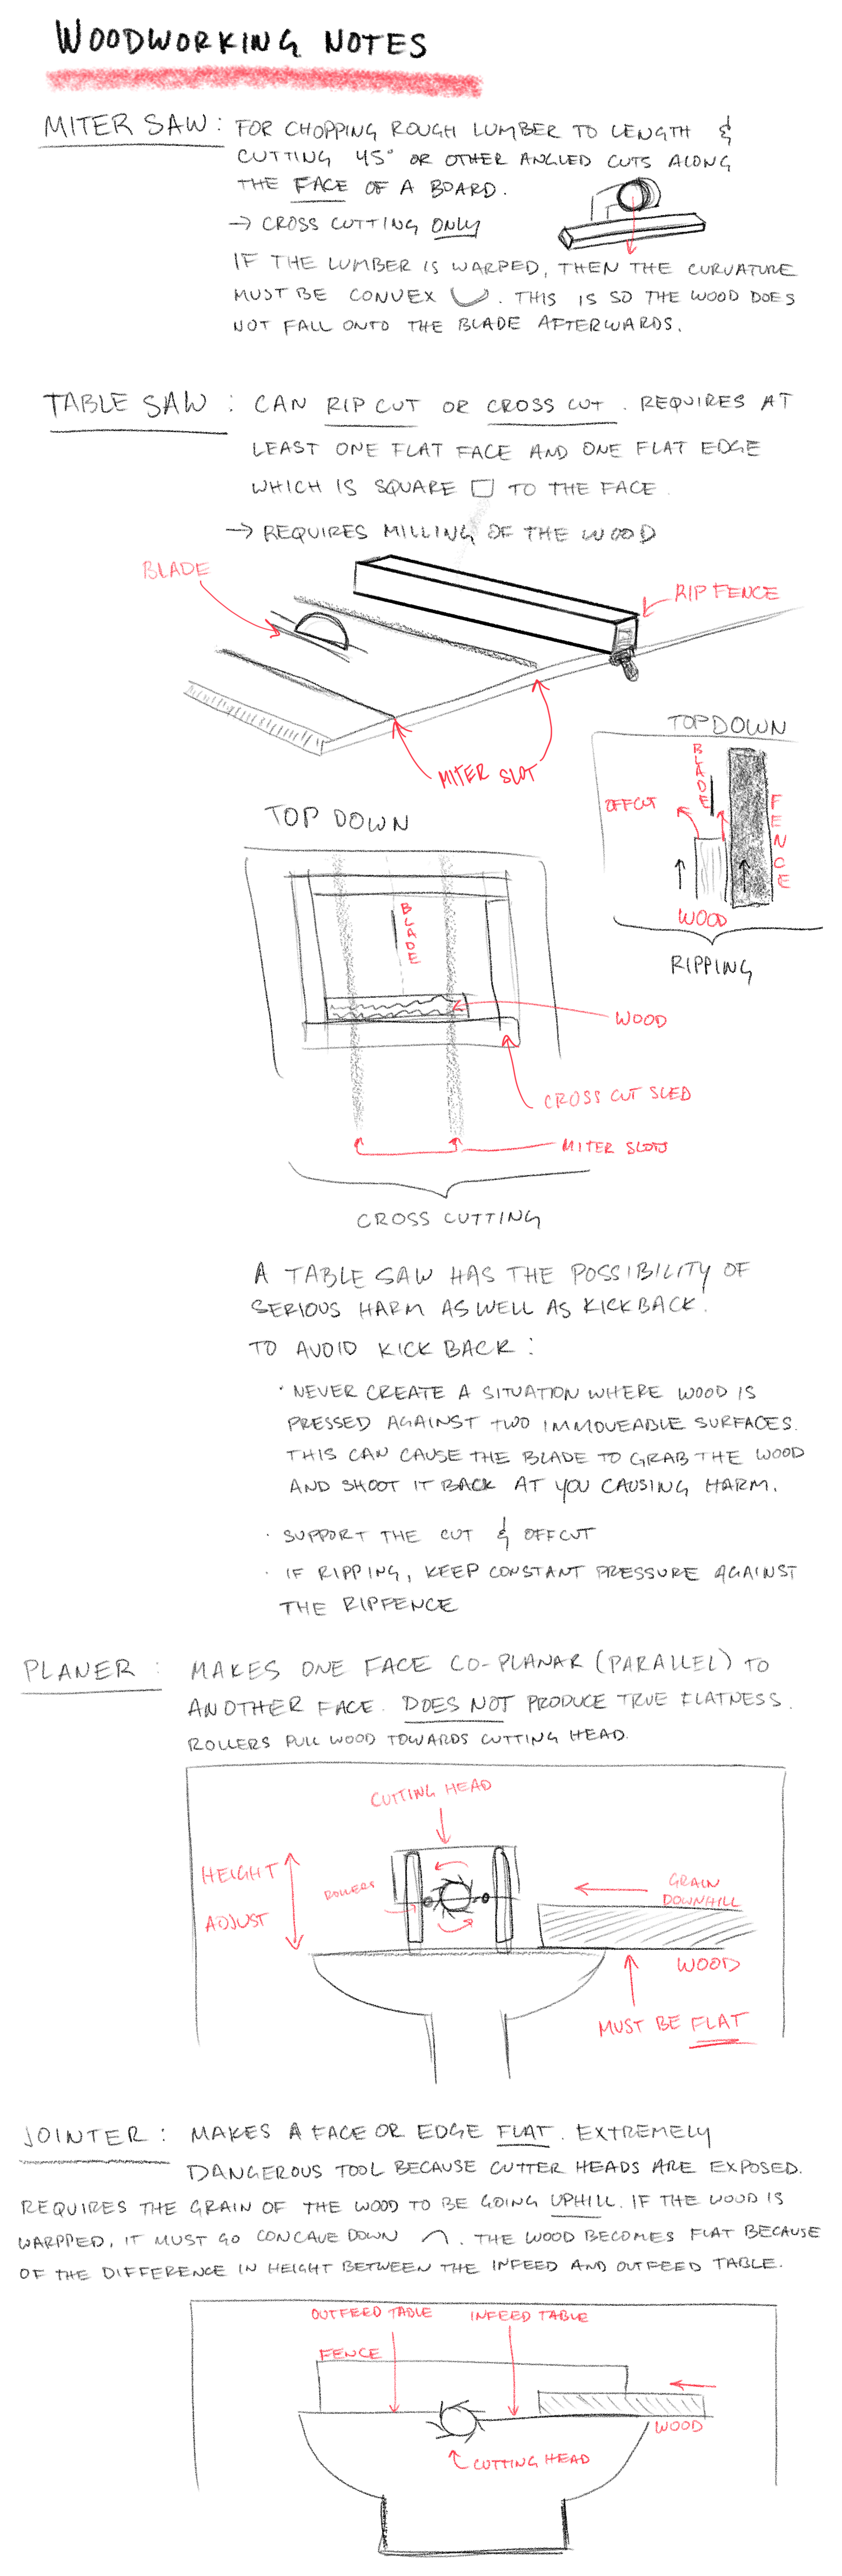 WOODWORKING NOTES
MITER SAW: FOR CHOPPING ROUGH LUMBER TO LENGTH &
CUTTING 45° OR OTHER ANGLED CUTS ALONG
THE FACE OF A BOARD.
→ CROSS CUTTING ONLY
IF THE LUMBER IS WARPED, THEN THE CURVATURE
MUST BE CONVEX. THIS IS SO THE WOOD DOES
NOT FALL ONTO THE BLADE AFTERWARDS.
TABLE SAW: CAN RIP CUT OR CROSS CUT. REQUIRES AT
LEAST ONE FLAT FACE AND ONE FLAT EDGE
WHICH IS SQUARE TO THE FACE
→ REQUIRES MILLING OF THE WOOD
BLADE
RIP FENCE
MITER SLOT
TOP DOWN
BLADE
OFFCUT
FENCE
WOOD
RIPPING
TOP DOWN
BLADE
WOOD
CROSS CUT SLED
MITER SLOTS
CROSS CUTTING
A TABLE SAW HAS THE POSSIBILITY OF
SERIOUS HARM AS WELL AS KICKBACK.
TO AVOID KICK BACK:
· NEVER CREATE A SITUATION WHERE WOOD IS
PRESSED AGAINST TWO IMMOVEABLE SURFACES.
THIS CAN CAUSE THE BLADE TO GRAB THE WOOD
AND SHOOT IT BACK AT YOU CAUSING HARM.
· SUPPORT THE CUT & OFFCUT
· IF RIPPING, KEEP CONSTANT PRESSURE AGAINST
THE RIPFENCE
PLANER: MAKES ONE FACE CO-PLANAR (PARALLEL) TO
ANOTHER FACE. DOES NOT PRODUCE TRUE FLATNESS.
ROLLERS PULL WOOD TOWARDS CUTTING HEAD.
CUTTING HEAD
HEIGHT
ADJUST
ROLLERS
GRAIN
DOWNHILL
WOOD
MUST BE FLAT
JOINTER: MAKES A FACE OR EDGE FLAT. EXTREMELY
DANGEROUS TOOL BECAUSE CUTTER HEADS ARE EXPOSED.
REQUIRES THE GRAIN OF THE WOOD TO BE GOING UPHILL. IF THE WOOD IS
WARPPED, IT MUST GO CONCAVE DOWN. THE WOOD BECOMES FLAT BECAUSE
OF THE DIFFERENCE IN HEIGHT BETWEEN THE INFEED AND OUTFEED TABLE.
OUTFEED TABLE
INFEED TABLE
FENCE
WOOD
CUTTING HEAD